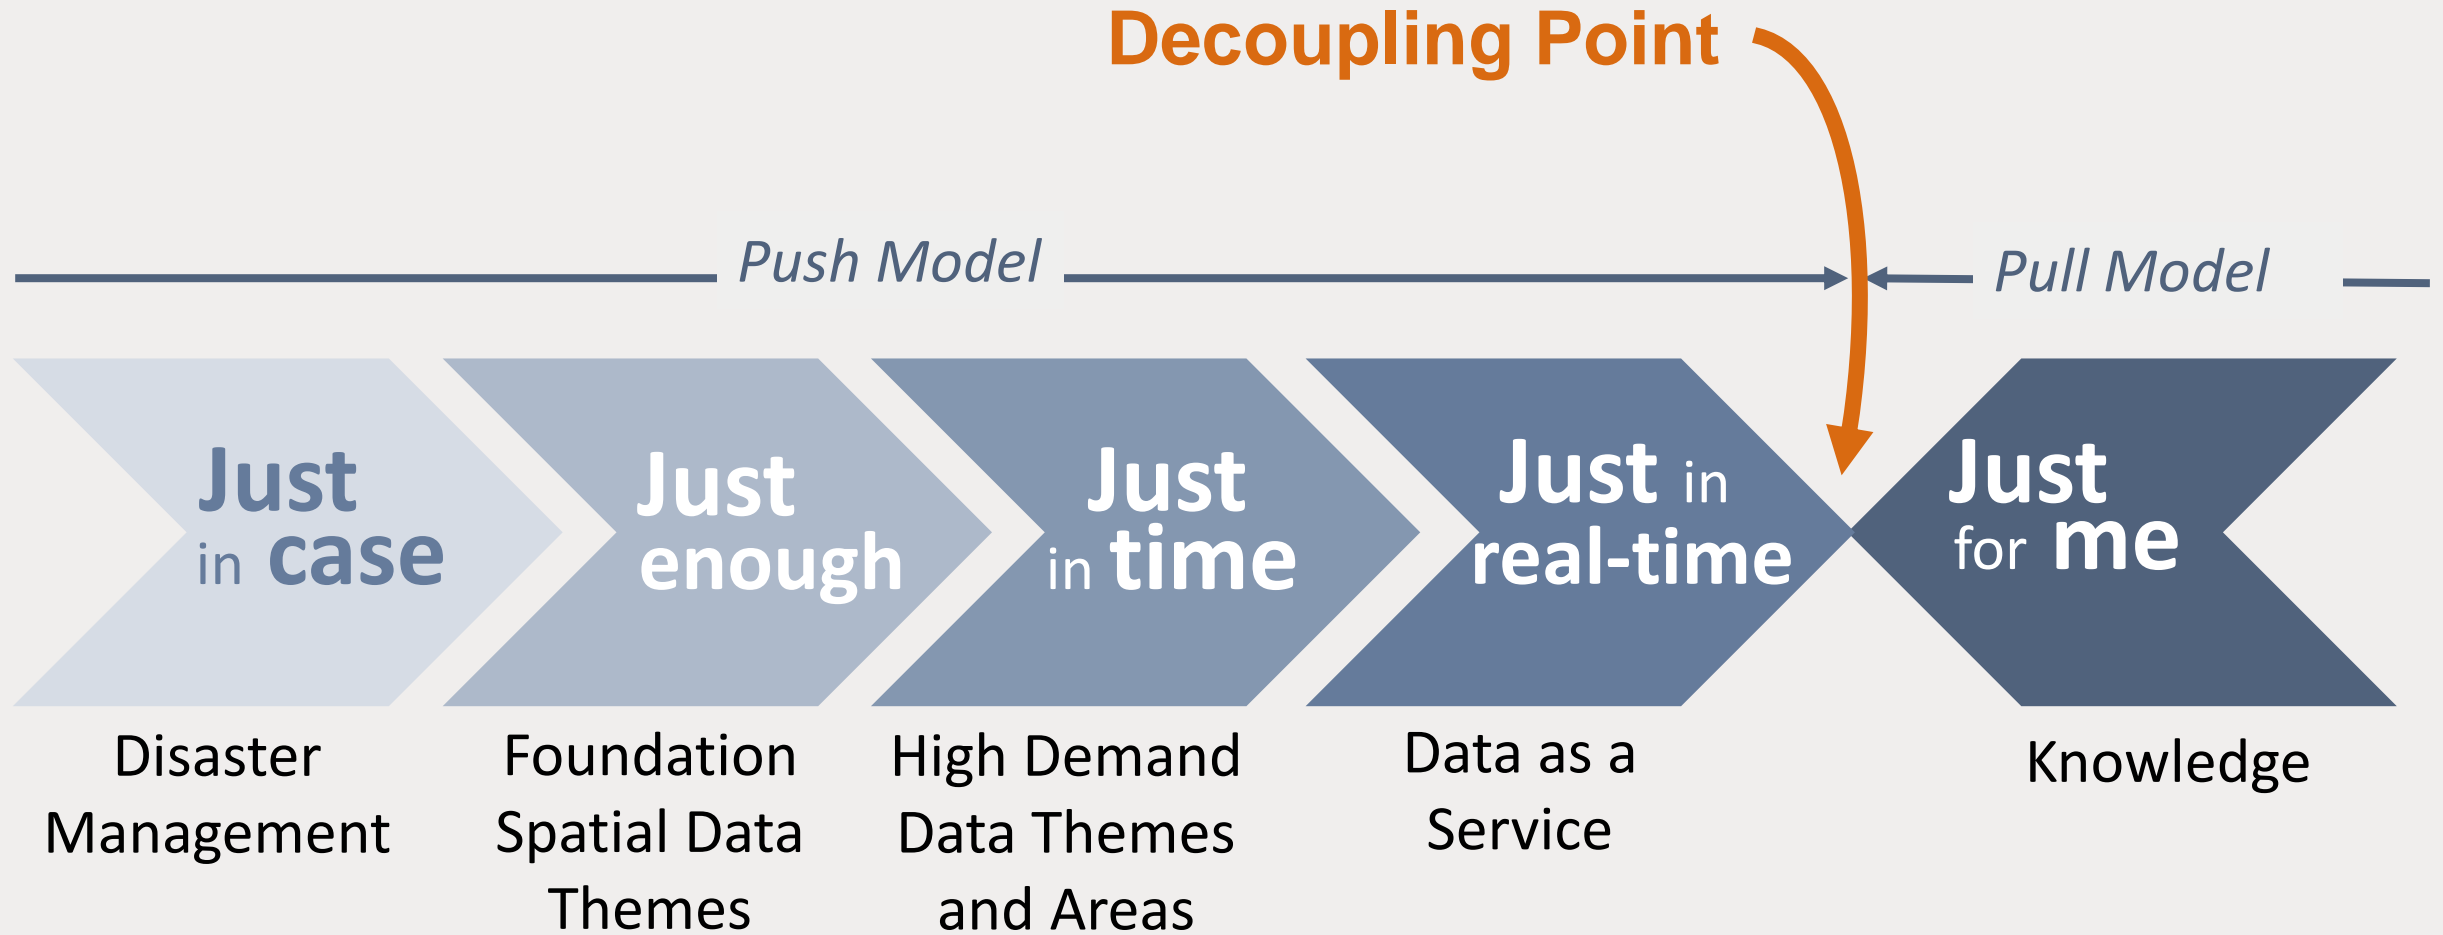 Decoupling Point
Push Model
Pull Model
Just
in case
Just
enough
Just
in time
Just in
real-time
Just
for me
Disaster
Management
Foundation
Spatial Data
Themes
High Demand
Data Themes
and Areas
Data as a
Service
Knowledge